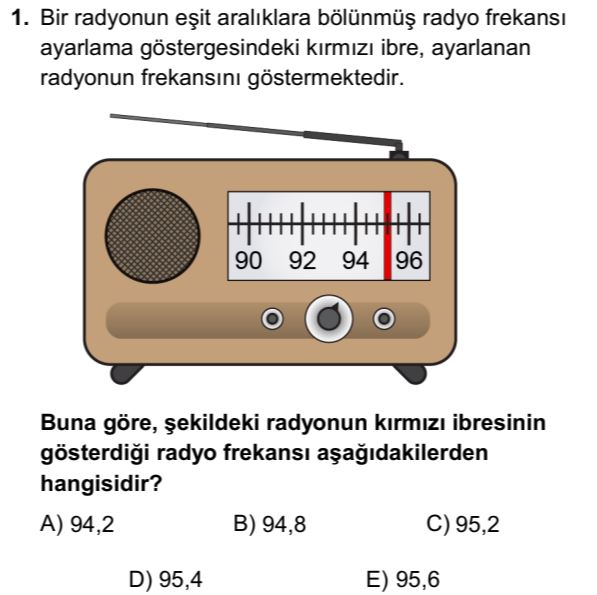 1. Bir radyonun eşit aralıklara bölünmüş radyo frekansı
ayarlama göstergesindeki kırmızı ibre, ayarlanan
radyonun frekansını göstermektedir.
90 92 94 96
Buna göre, şekildeki radyonun kırmızı ibresinin
gösterdiği radyo frekansı aşağıdakilerden
hangisidir?
A) 94,2 B) 94,8 C) 95,2
D) 95,4 E) 95,6